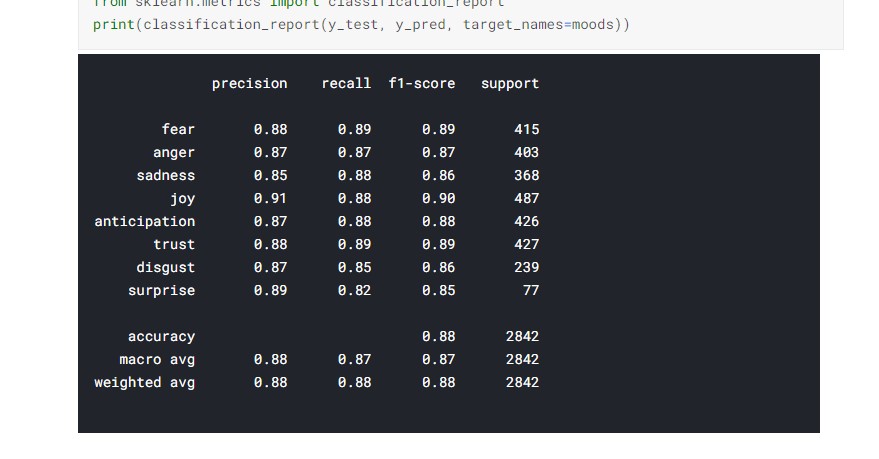 from sklearn.metrics import classification_report
print(classification_report(y_test, y_pred, target_names=moods))
precision recall f1-score support
fear 0.88 0.89 0.89 415
anger 0.87 0.87 0.87 403
sadness 0.85 0.88 0.86 368
joy 0.91 0.88 0.90 487
anticipation 0.87 0.88 0.88 426
trust 0.88 0.89 0.89 427
disgust 0.87 0.85 0.86 239
surprise 0.89 0.82 0.85 77
accuracy 0.88 2842
macro avg 0.88 0.87 0.87 2842
weighted avg 0.88 0.88 0.88 2842